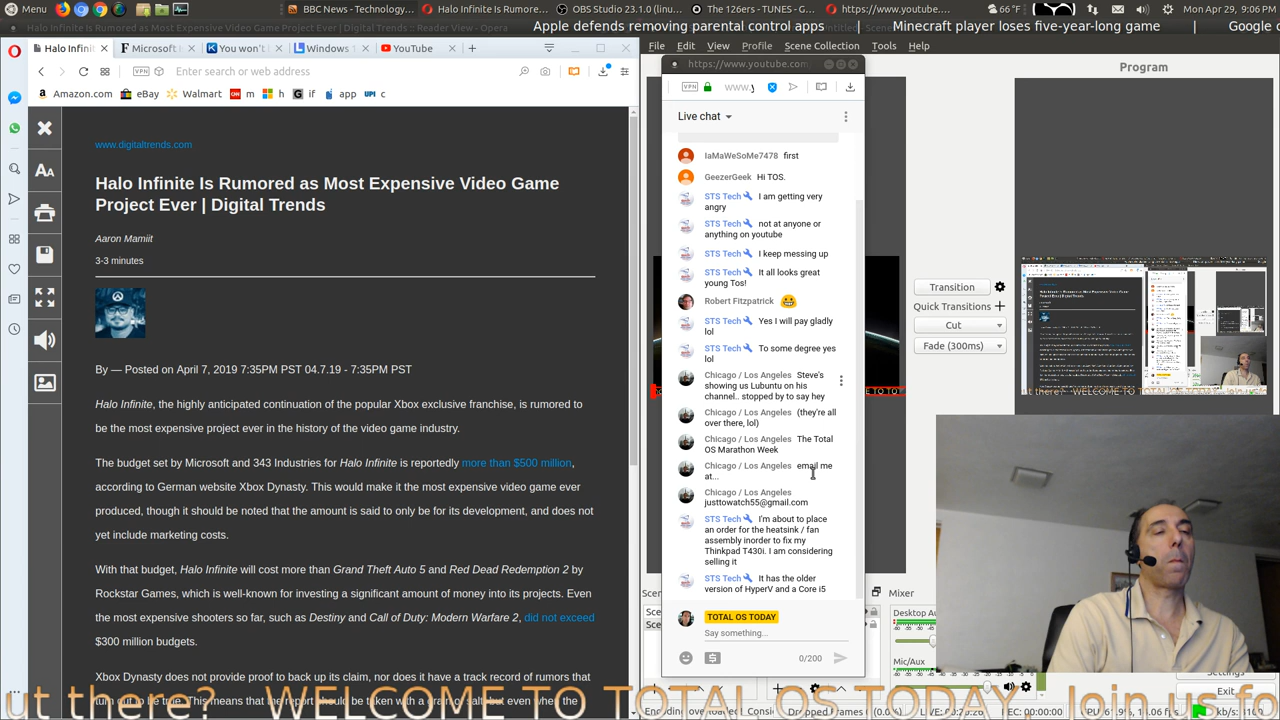 Menu
BBC News - Technology...
Halo Infinite Is Rumore...
OBS Studio 23.1.0 (linu...
The 126ers - TUNES - G...
https://www.youtube....
66 °F
Mon Apr 29, 9:06 PM
Apple defends removing parental control apps | Minecraft player loses five-year-long game | Google
Halo Infinit
Microsoft
You won't
Windows 1
YouTube
VPN Enter search or web address
Amazon.com eBay Walmart m h if app c
www.digitaltrends.com
Halo Infinite Is Rumored as Most Expensive Video Game
Project Ever | Digital Trends
Aaron Mamiit
3-3 minutes
By — Posted on April 7, 2019 7:35PM PST 04.7.19 - 7:35PM PST
Halo Infinite, the highly anticipated continuation of the popular Xbox exclusive franchise, is rumored to
be the most expensive project ever in the history of the video game industry.
The budget set by Microsoft and 343 Industries for Halo Infinite is reportedly more than $500 million,
according to German website Xbox Dynasty. This would make it the most expensive video game ever
produced, though it should be noted that the amount is said to only be for its development, and does not
yet include marketing costs.
With that budget, Halo Infinite will cost more than Grand Theft Auto 5 and Red Dead Redemption 2 by
Rockstar Games, which is well-known for investing a significant amount of money into its projects. Even
the most expensive shooters so far, such as Destiny and Call of Duty: Modern Warfare 2, did not exceed
$300 million budgets.
Xbox Dynasty does not provide proof to back up its claim, nor does it have a track record of rumors that
File Edit View Profile Scene Collection Tools Help
https://www.youtube.com
VPN www.y
Live chat
IaMaWeSoMe7478 first
GeezerGeek Hi TOS.
STS Tech I am getting very
angry
STS Tech not at anyone or
anything on youtube
STS Tech I keep messing up
STS Tech It all looks great
young Tos!
Robert Fitzpatrick
STS Tech Yes I will pay gladly
lol
STS Tech To some degree yes
lol
Chicago / Los Angeles Steve's
showing us Lubuntu on his
channel.. stopped by to say hey
Chicago / Los Angeles (they're all
over there, lol)
Chicago / Los Angeles The Total
OS Marathon Week
Chicago / Los Angeles email me
at...
Chicago / Los Angeles
justtowatch55@gmail.com
STS Tech I'm about to place
an order for the heatsink / fan
assembly inorder to fix my
Thinkpad T430i. I am considering
selling it
STS Tech It has the older
version of HyperV and a Core i5
TOTAL OS TODAY
Say something...
0/200
Program
Transition
Quick Transitions
Cut
Fade (300ms)
Mixer
Desktop Au
Mic/Aux
Settings
Exit
ut there? WELCOME TO TOTAL OS TODAY. Join us fo